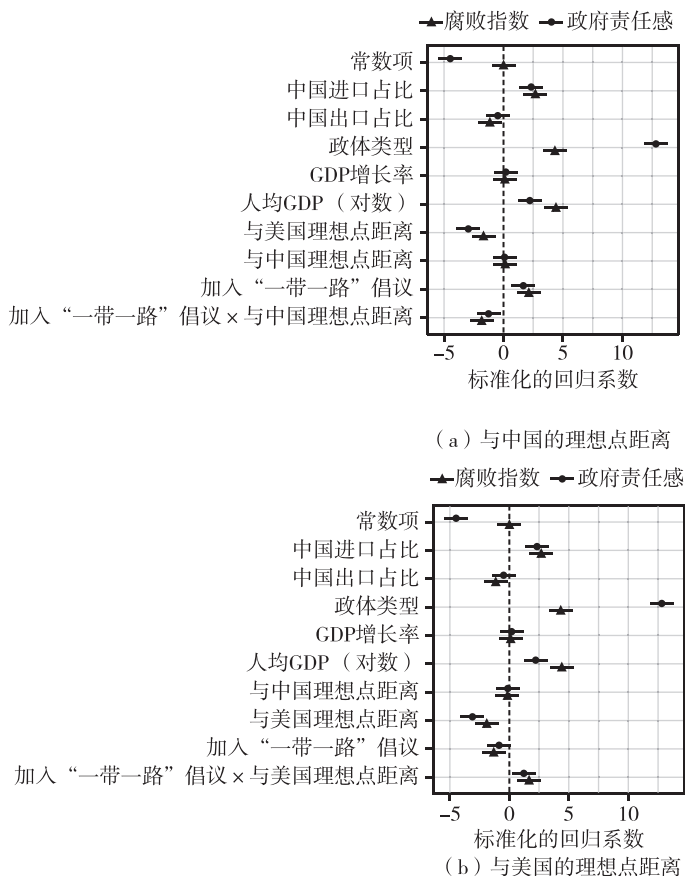 腐败指数 政府责任感
常数项
中国进口占比
中国出口占比
政体类型
GDP增长率
人均GDP（对数）
与美国理想点距离
与中国理想点距离
加入“一带一路”倡议
加入“一带一路”倡议×与中国理想点距离
-5 0 5 10
标准化的回归系数
（a）与中国的理想点距离
腐败指数 政府责任感
常数项
中国进口占比
中国出口占比
政体类型
GDP增长率
人均GDP（对数）
与中国理想点距离
与美国理想点距离
加入“一带一路”倡议
加入“一带一路”倡议×与美国理想点距离
-5 0 5 10
标准化的回归系数
（b）与美国的理想点距离